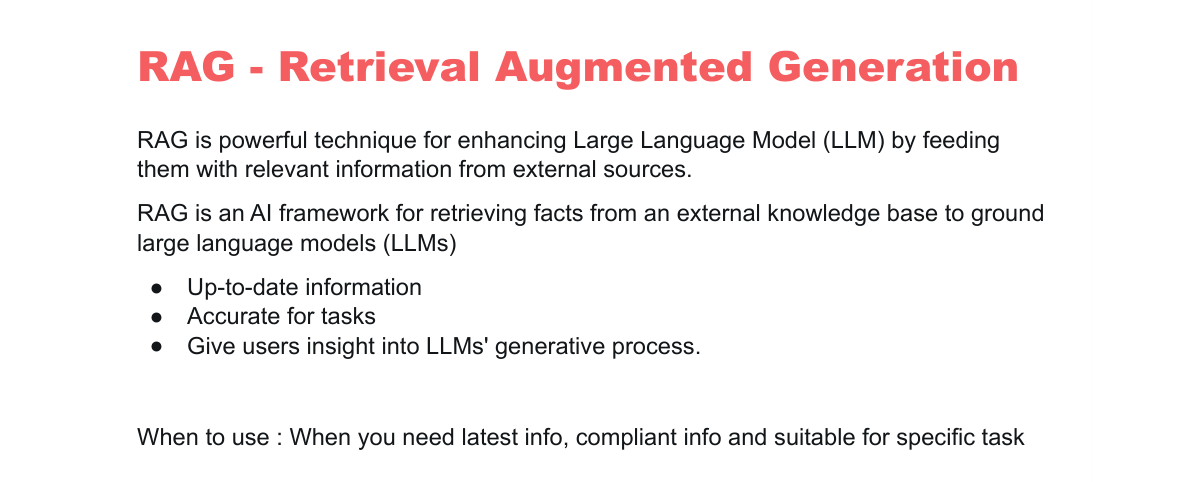 RAG - Retrieval Augmented Generation
RAG is powerful technique for enhancing Large Language Model (LLM) by feeding
them with relevant information from external sources.
RAG is an AI framework for retrieving facts from an external knowledge base to ground
large language models (LLMs)
● Up-to-date information
● Accurate for tasks
● Give users insight into LLMs' generative process.
When to use : When you need latest info, compliant info and suitable for specific task